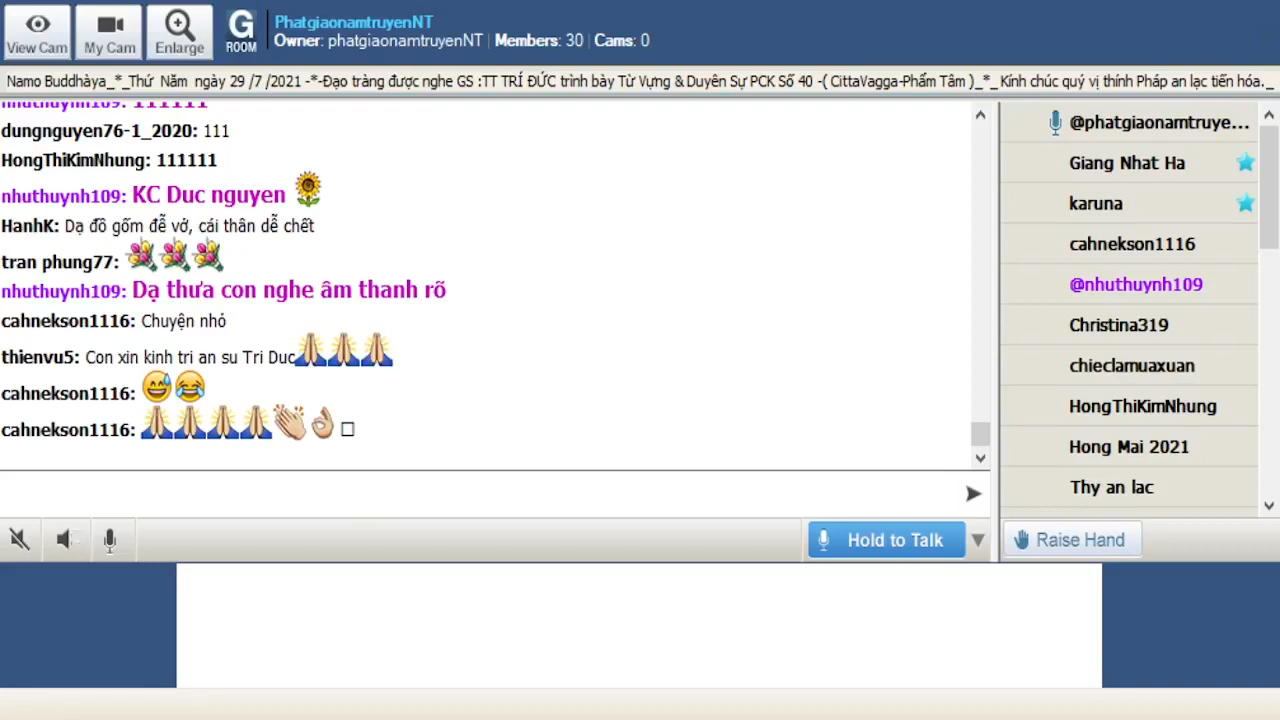 View Cam
My Cam
Enlarge
G
ROOM
PhatgiaonamtruyenNT
Owner: phatgiaonamtruyenNT | Members: 30 | Cams: 0
Namo Buddhàya_*_Thứ Năm ngày 29 /7 /2021 -*-Đạo tràng được nghe GS :TT TRÍ ĐỨC trình bày Từ Vựng & Duyên Sự PCK Số 40 -( CittaVagga-Phẩm Tâm )_*_ Kính chúc quý vị thính Pháp an lạc tiến hóa._
nhuthuynh109: 111111
dungnguyen76-1_2020: 111
HongThiKimNhung: 111111
nhuthuynh109: KC Duc nguyen
HanhK: Dạ đồ gốm đễ vớ, cái thân dễ chết
tran phung77:
nhuthuynh109: Dạ thưa con nghe âm thanh rõ
cahnekson1116: Chuyện nhỏ
thienvu5: Con xin kinh tri an su Tri Duc
cahnekson1116:
cahnekson1116:
@phatgiaonamtruye...
Giang Nhat Ha
karuna
cahnekson1116
@nhuthuynh109
Christina319
chieclamuaxuan
HongThiKimNhung
Hong Mai 2021
Thy an lac
Hold to Talk
Raise Hand